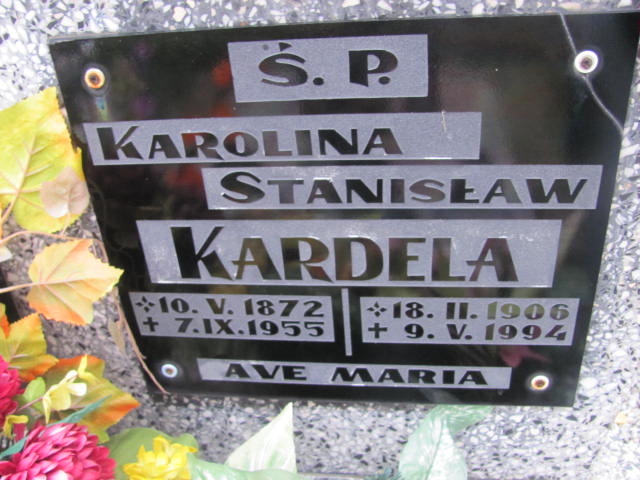 Ś. P.
KAROLINA
STANISŁAW
KARDELA
⁘ 10. V. 1872 ⁘ 18. II. 1906
+ 7. IX. 1955 + 9. V. 1994
AVE MARIA